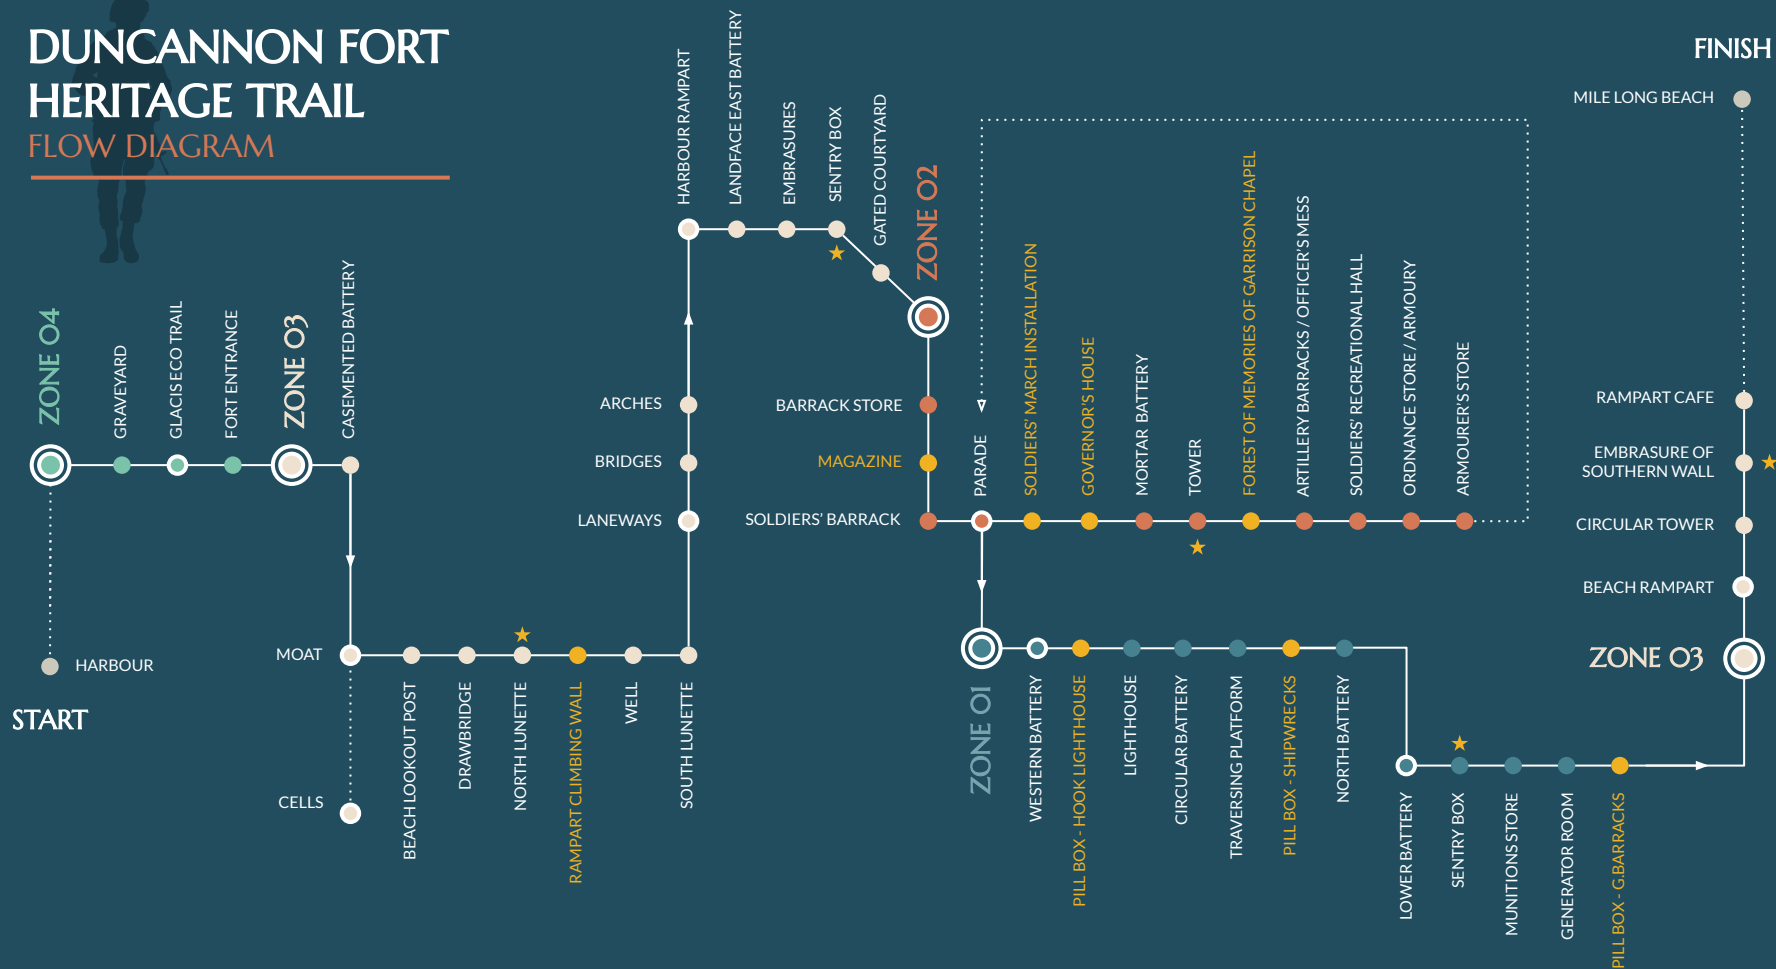 DUNCANNON FORT
HERITAGE TRAIL
FLOW DIAGRAM
START
HARBOUR
ZONE 04
GRAVEYARD
GLACIS ECO TRAIL
FORT ENTRANCE
ZONE 03
CASEMENTED BATTERY
MOAT
CELLS
BEACH LOOKOUT POST
DRAWBRIDGE
NORTH LUNETTE
RAMPART CLIMBING WALL
WELL
SOUTH LUNETTE
LANEWAYS
BRIDGES
ARCHES
HARBOUR RAMPART
LANDFACE EAST BATTERY
EMBRASURES
SENTRY BOX
GATED COURTYARD
ZONE 02
BARRACK STORE
MAGAZINE
SOLDIERS' BARRACK
PARADE
SOLDIERS' MARCH INSTALLATION
GOVERNOR'S HOUSE
MORTAR BATTERY
TOWER
FOREST OF MEMORIES OF GARRISON CHAPEL
ARTILLERY BARRACKS / OFFICER'S MESS
SOLDIERS' RECREATIONAL HALL
ORDNANCE STORE / ARMOURY
ARMOURER'S STORE
ZONE 01
WESTERN BATTERY
PILL BOX - HOOK LIGHTHOUSE
LIGHTHOUSE
CIRCULAR BATTERY
TRAVERSING PLATFORM
PILL BOX - SHIPWRECKS
NORTH BATTERY
LOWER BATTERY
SENTRY BOX
MUNITIONS STORE
GENERATOR ROOM
PILL BOX - G.BARRACKS
ZONE 03
BEACH RAMPART
CIRCULAR TOWER
EMBRASURE OF
SOUTHERN WALL
RAMPART CAFE
MILE LONG BEACH
FINISH